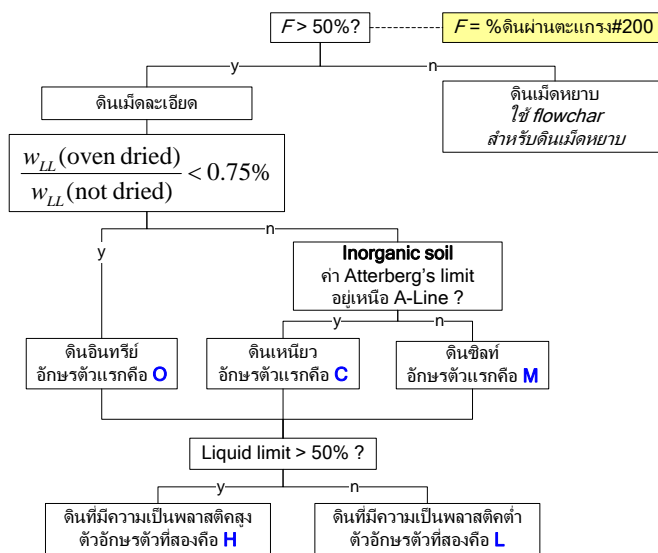 F > 50%?
F = %ดินผ่านตะแกรง#200
y
n
ดินเม็ดละเอียด
ดินเม็ดหยาบ
ใช้ flowchar
สำหรับดินเม็ดหยาบ
w_LL (oven dried)
w_LL (not dried)
< 0.75%
y
n
Inorganic soil
ค่า Atterberg's limit
อยู่เหนือ A-Line ?
y
n
ดินอินทรีย์
อักษรตัวแรกคือ O
ดินเหนียว
อักษรตัวแรกคือ C
ดินซิลท์
อักษรตัวแรกคือ M
Liquid limit > 50% ?
y
n
ดินที่มีความเป็นพลาสติคสูง
ตัวอักษรตัวที่สองคือ H
ดินที่มีความเป็นพลาสติคต่ำ
ตัวอักษรตัวที่สองคือ L